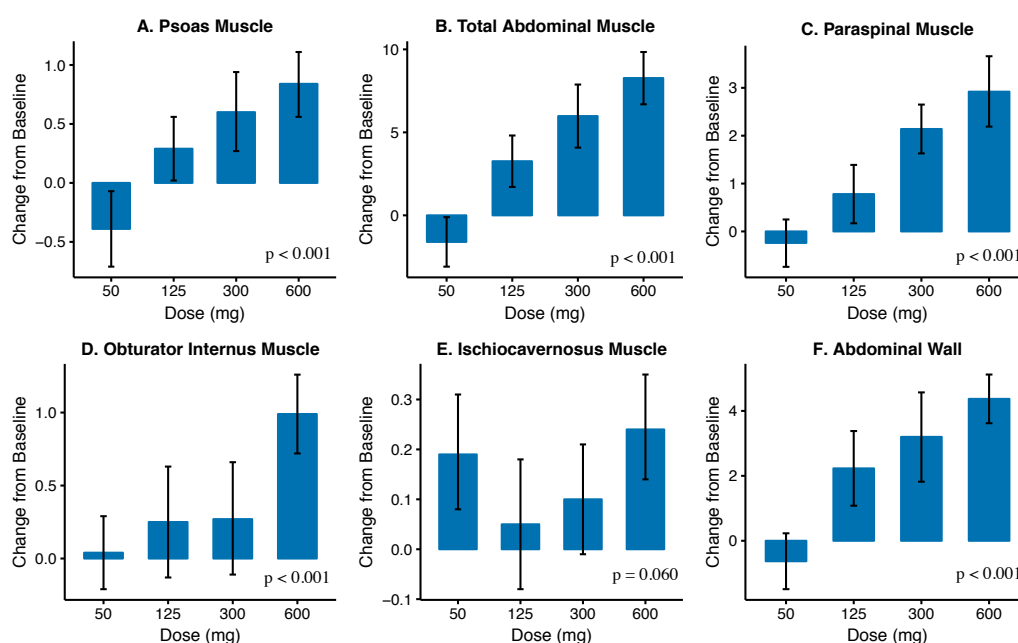 A. Psoas Muscle
Change from Baseline
1.0
0.5
0.0
−0.5
p < 0.001
50 125 300 600
Dose (mg)
B. Total Abdominal Muscle
Change from Baseline
10
5
0
p < 0.001
50 125 300 600
Dose (mg)
C. Paraspinal Muscle
Change from Baseline
3
2
1
0
p < 0.001
50 125 300 600
Dose (mg)
D. Obturator Internus Muscle
Change from Baseline
1.0
0.5
0.0
p < 0.001
50 125 300 600
Dose (mg)
E. Ischiocavernosus Muscle
Change from Baseline
0.3
0.2
0.1
0.0
−0.1
p = 0.060
50 125 300 600
Dose (mg)
F. Abdominal Wall
Change from Baseline
4
2
0
p < 0.001
50 125 300 600
Dose (mg)